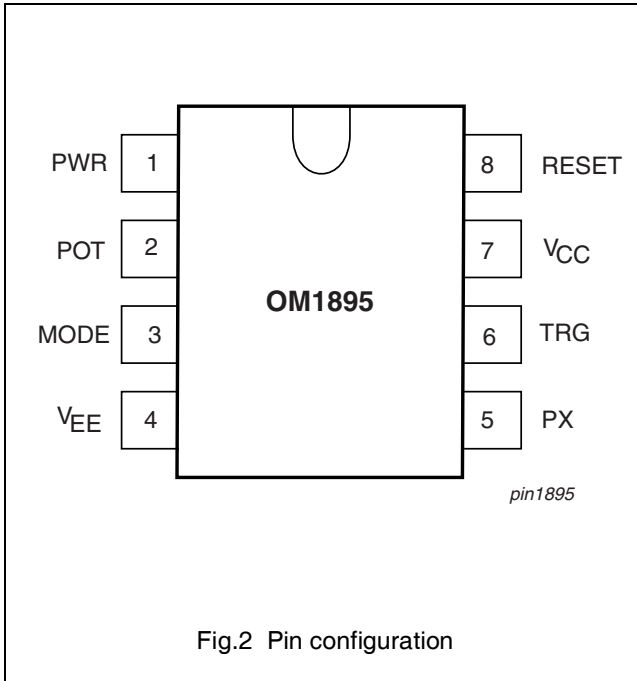 PWR 1 8 RESET
POT 2 7 VCC
OM1895
MODE 3 6 TRG
VEE 4 5 PX
pin1895
Fig.2 Pin configuration